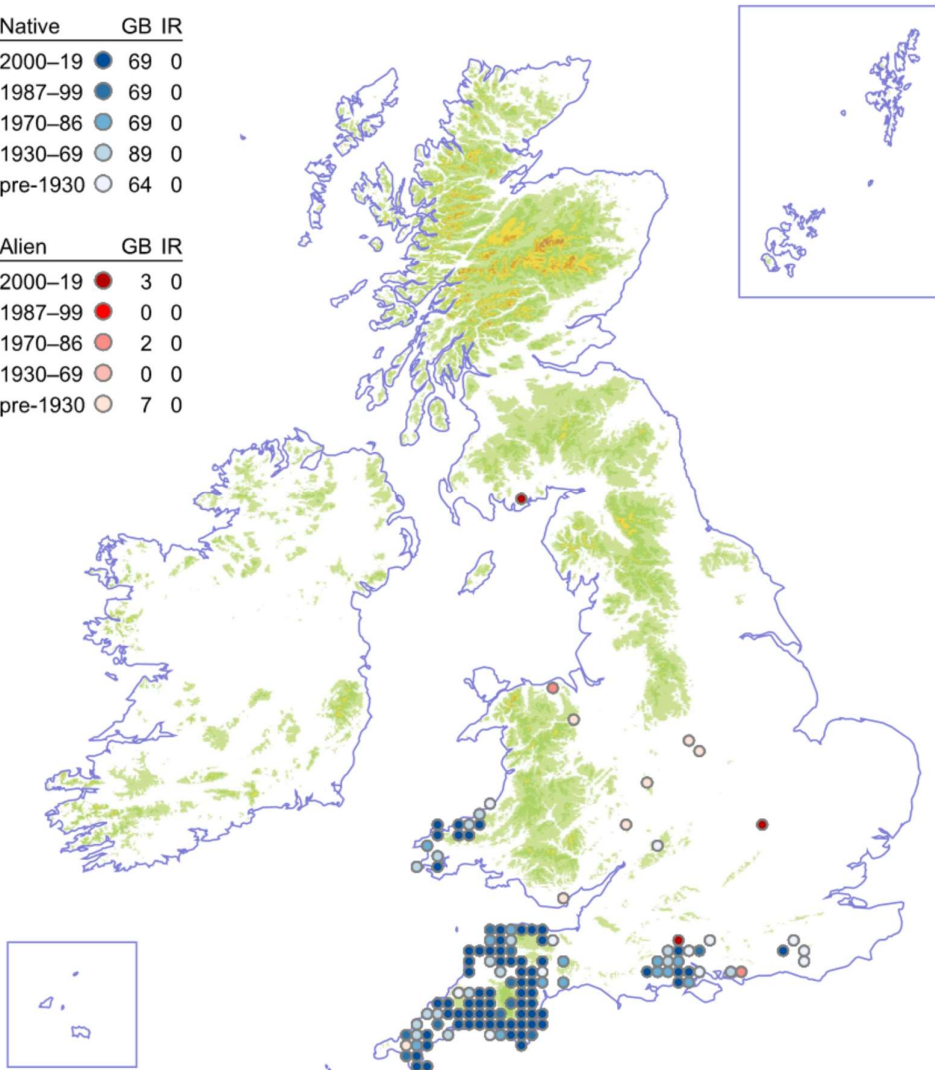 Native GB IR
2000–19 69 0
1987–99 69 0
1970–86 69 0
1930–69 89 0
pre-1930 64 0
Alien GB IR
2000–19 3 0
1987–99 0 0
1970–86 2 0
1930–69 0 0
pre-1930 7 0